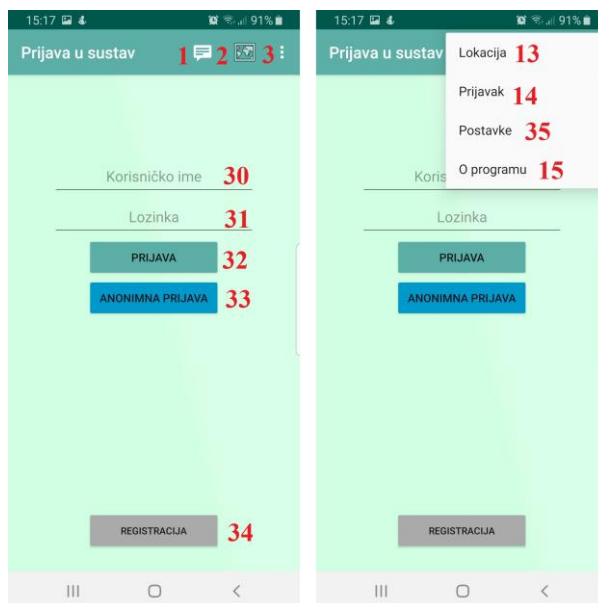 15:17 91%
Prijava u sustav 1 2 3
Korisničko ime 30
Lozinka 31
PRIJAVA 32
ANONIMNA PRIJAVA 33
REGISTRACIJA 34
15:17 91%
Prijava u sustav
Lokacija 13
Prijavak 14
Postavke 35
O programu 15
Koris
Lozinka
PRIJAVA
ANONIMNA PRIJAVA
REGISTRACIJA